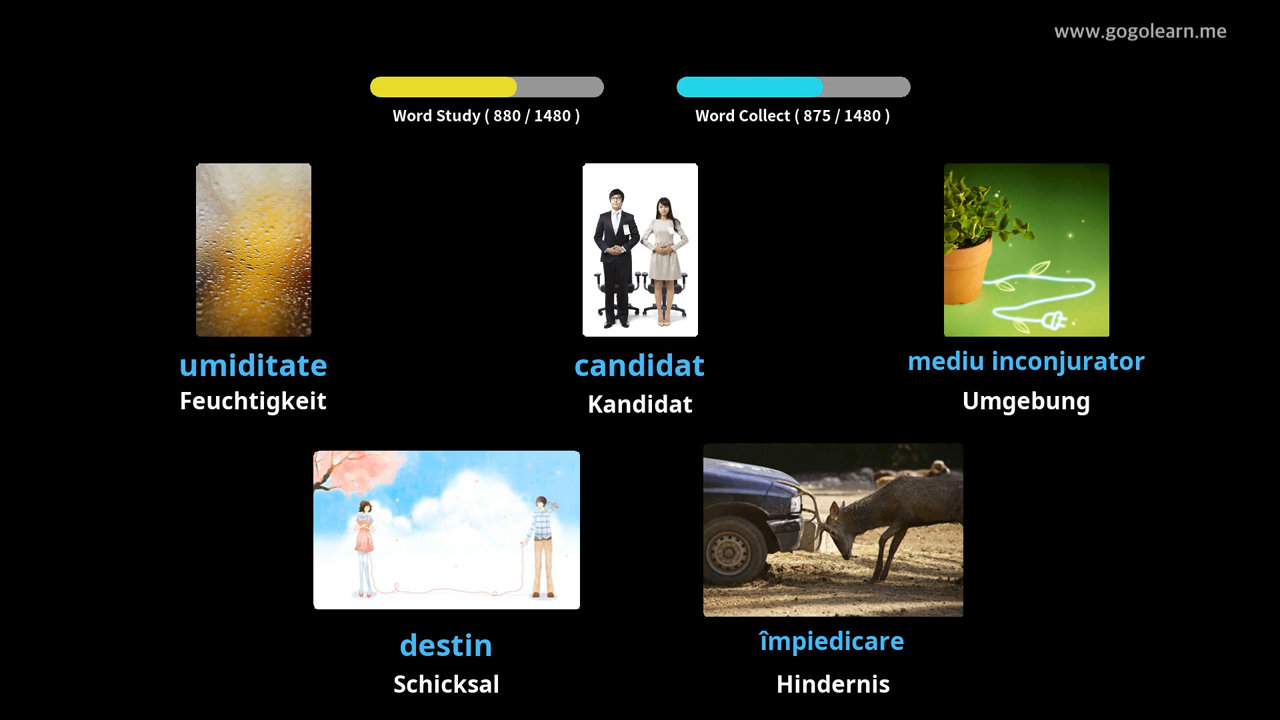 www.gogolearn.me
Word Study ( 880 / 1480 )
Word Collect ( 875 / 1480 )
umiditate
Feuchtigkeit
candidat
Kandidat
mediu inconjurator
Umgebung
destin
Schicksal
împiedicare
Hindernis